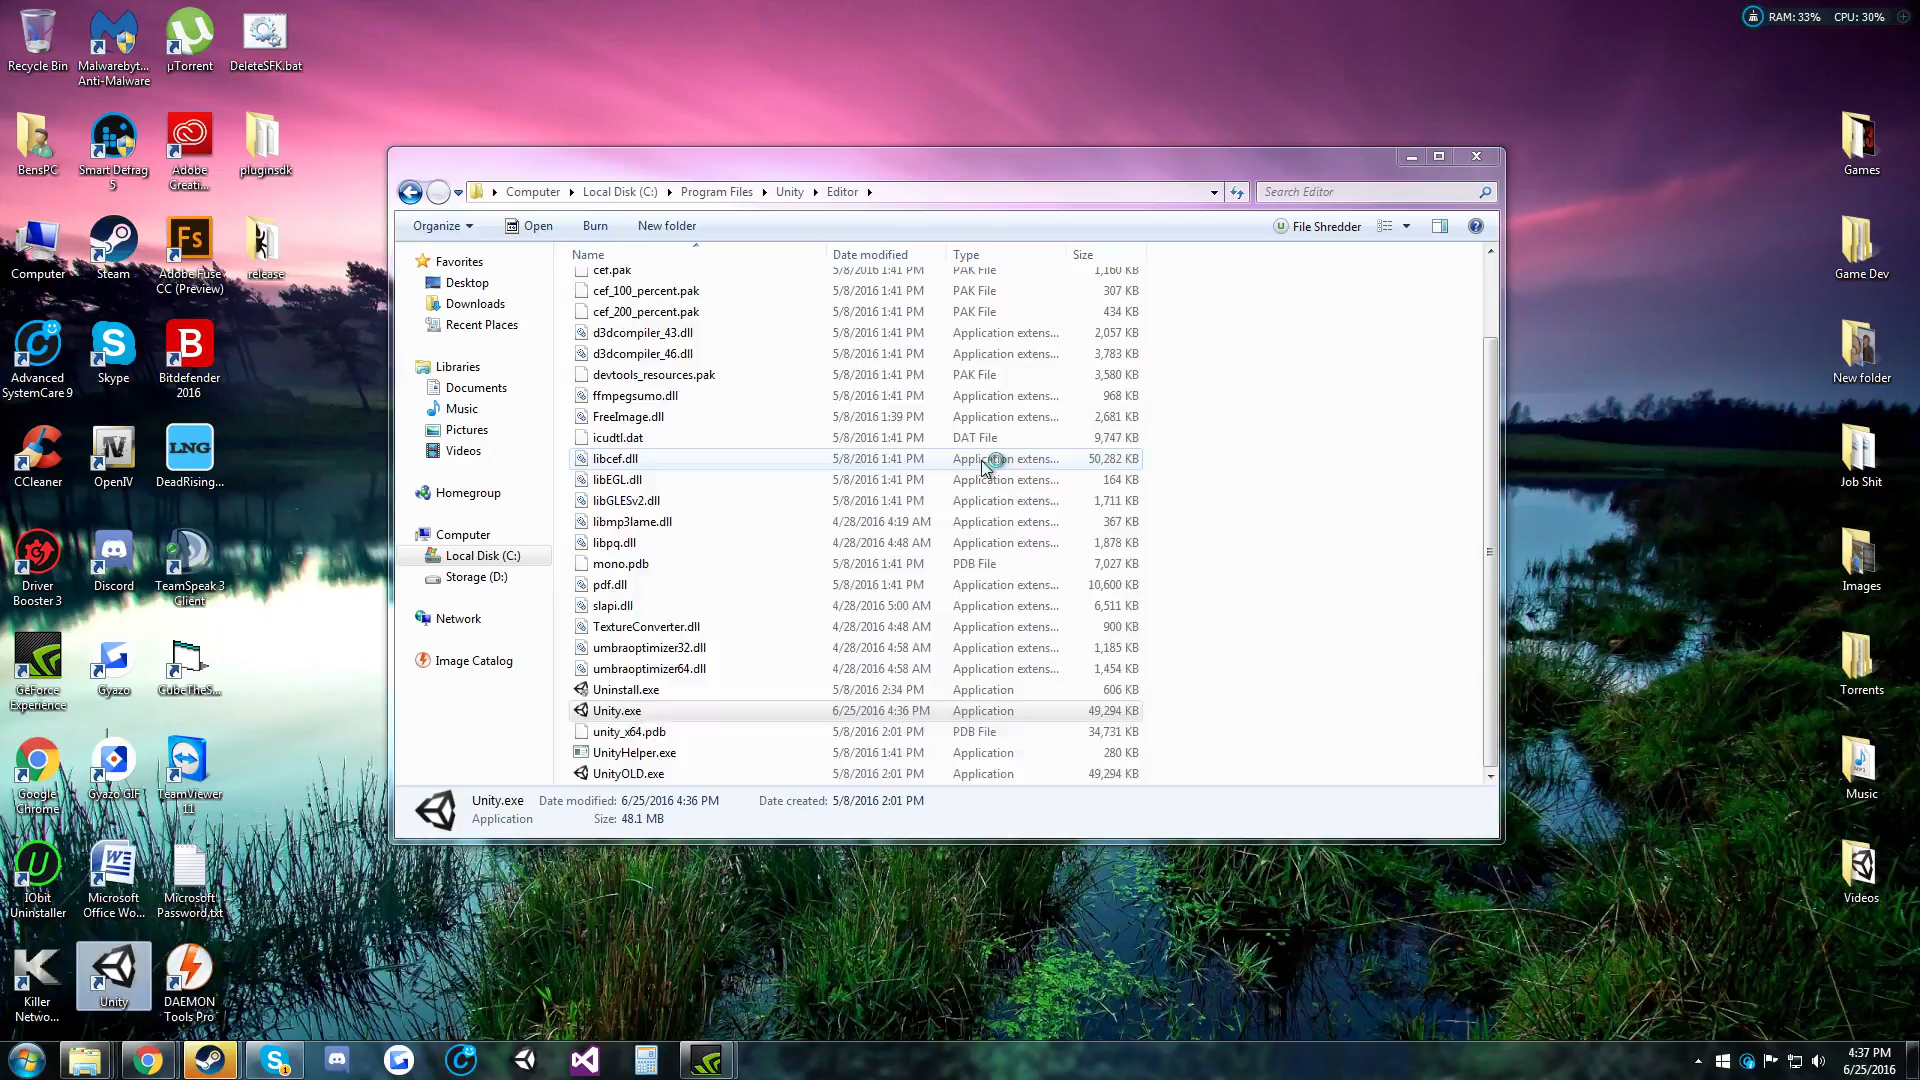 RAM: 33% CPU: 30%
Recycle Bin
Malwarebyt...
Anti-Malware
µTorrent
DeleteSFK.bat
BensPC
Smart Defrag
5
Adobe
Creati...
pluginsdk
Computer
Steam
Adobe Fuse
CC (Preview)
release
Advanced
SystemCare 9
Skype
Bitdefender
2016
CCleaner
OpenIV
DeadRising...
Driver
Booster 3
Discord
TeamSpeak 3
Client
GeForce
Experience
Gyazo
CubeTheS...
Google
Chrome
Gyazo GIF
TeamViewer
11
IObit
Uninstaller
Microsoft
Office Wo...
Microsoft
Password.txt
Killer
Netwo...
Unity
DAEMON
Tools Pro
Computer Local Disk (C:) Program Files Unity Editor
Search Editor
Organize Open Burn New folder File Shredder
Favorites
Desktop
Downloads
Recent Places
Libraries
Documents
Music
Pictures
Videos
Homegroup
Computer
Local Disk (C:)
Storage (D:)
Network
Image Catalog
Name Date modified Type Size
cef.pak 5/8/2016 1:41 PM PAK File 1,160 KB
cef_100_percent.pak 5/8/2016 1:41 PM PAK File 307 KB
cef_200_percent.pak 5/8/2016 1:41 PM PAK File 434 KB
d3dcompiler_43.dll 5/8/2016 1:41 PM Application extens... 2,057 KB
d3dcompiler_46.dll 5/8/2016 1:41 PM Application extens... 3,783 KB
devtools_resources.pak 5/8/2016 1:41 PM PAK File 3,580 KB
ffmpegsumo.dll 5/8/2016 1:41 PM Application extens... 968 KB
FreeImage.dll 5/8/2016 1:39 PM Application extens... 2,681 KB
icudtl.dat 5/8/2016 1:41 PM DAT File 9,747 KB
libcef.dll 5/8/2016 1:41 PM Application extens... 50,282 KB
libEGL.dll 5/8/2016 1:41 PM Application extens... 164 KB
libGLESv2.dll 5/8/2016 1:41 PM Application extens... 1,711 KB
libmp3lame.dll 4/28/2016 4:19 AM Application extens... 367 KB
libpq.dll 4/28/2016 4:48 AM Application extens... 1,878 KB
mono.pdb 5/8/2016 1:41 PM PDB File 7,027 KB
pdf.dll 5/8/2016 1:41 PM Application extens... 10,600 KB
slapi.dll 4/28/2016 5:00 AM Application extens... 6,511 KB
TextureConverter.dll 4/28/2016 4:48 AM Application extens... 900 KB
umbraoptimizer32.dll 4/28/2016 4:58 AM Application extens... 1,185 KB
umbraoptimizer64.dll 4/28/2016 4:58 AM Application extens... 1,454 KB
Uninstall.exe 5/8/2016 2:34 PM Application 606 KB
Unity.exe 6/25/2016 4:36 PM Application 49,294 KB
unity_x64.pdb 5/8/2016 2:01 PM PDB File 34,731 KB
UnityHelper.exe 5/8/2016 1:41 PM Application 280 KB
UnityOLD.exe 5/8/2016 2:01 PM Application 49,294 KB
Unity.exe Date modified: 6/25/2016 4:36 PM Date created: 5/8/2016 2:01 PM
Application Size: 48.1 MB
Games
Game Dev
New folder
Job Shit
Images
Torrents
Music
Videos
4:37 PM
6/25/2016